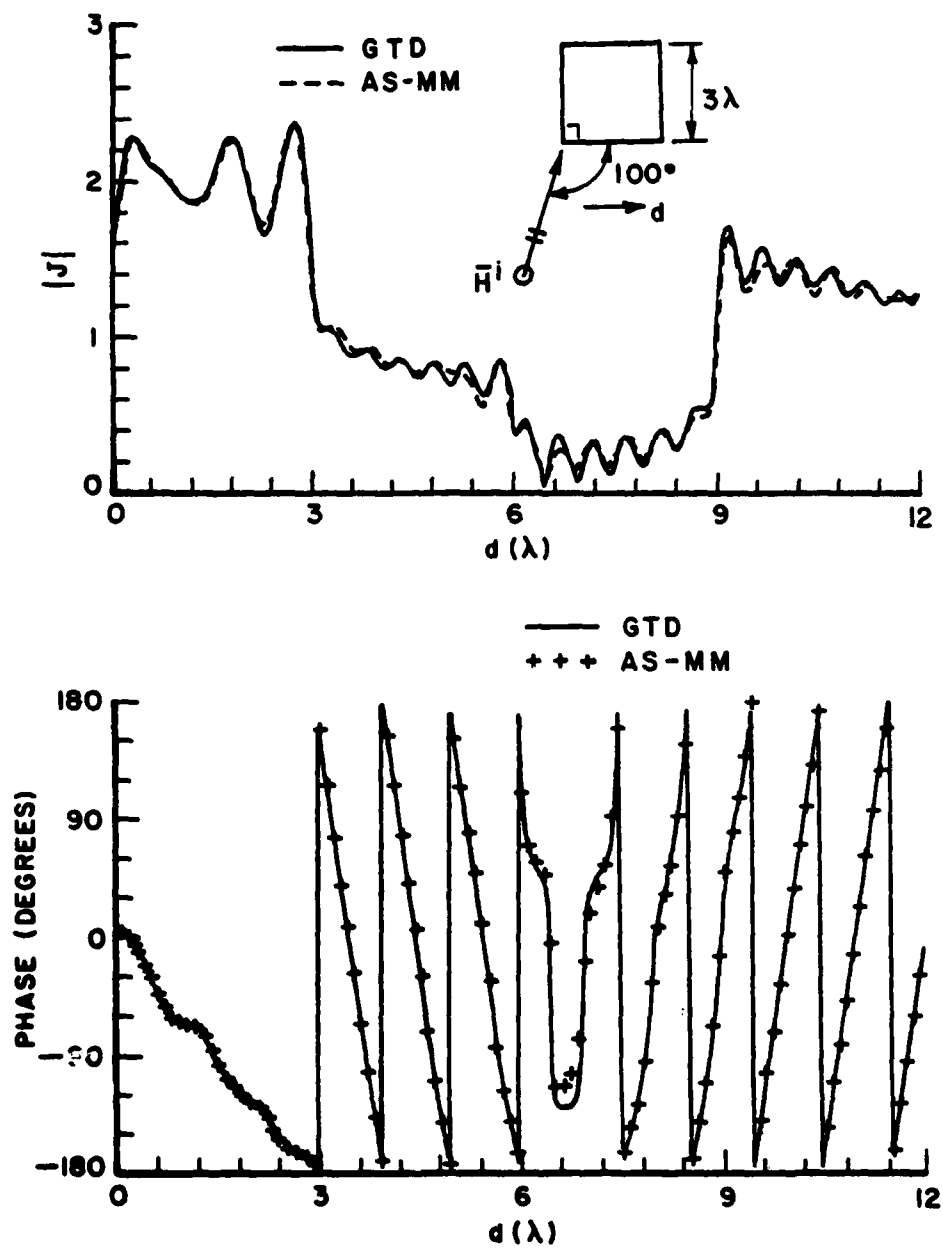 3
GTD
AS-MM
3λ
2
100°
d
H̄ⁱ
|J|
1
0
0 3 6 9 12
d(λ)
GTD
+ + + AS-MM
180
90
PHASE (DEGREES)
0
-180
0 3 6 9 12
d(λ)